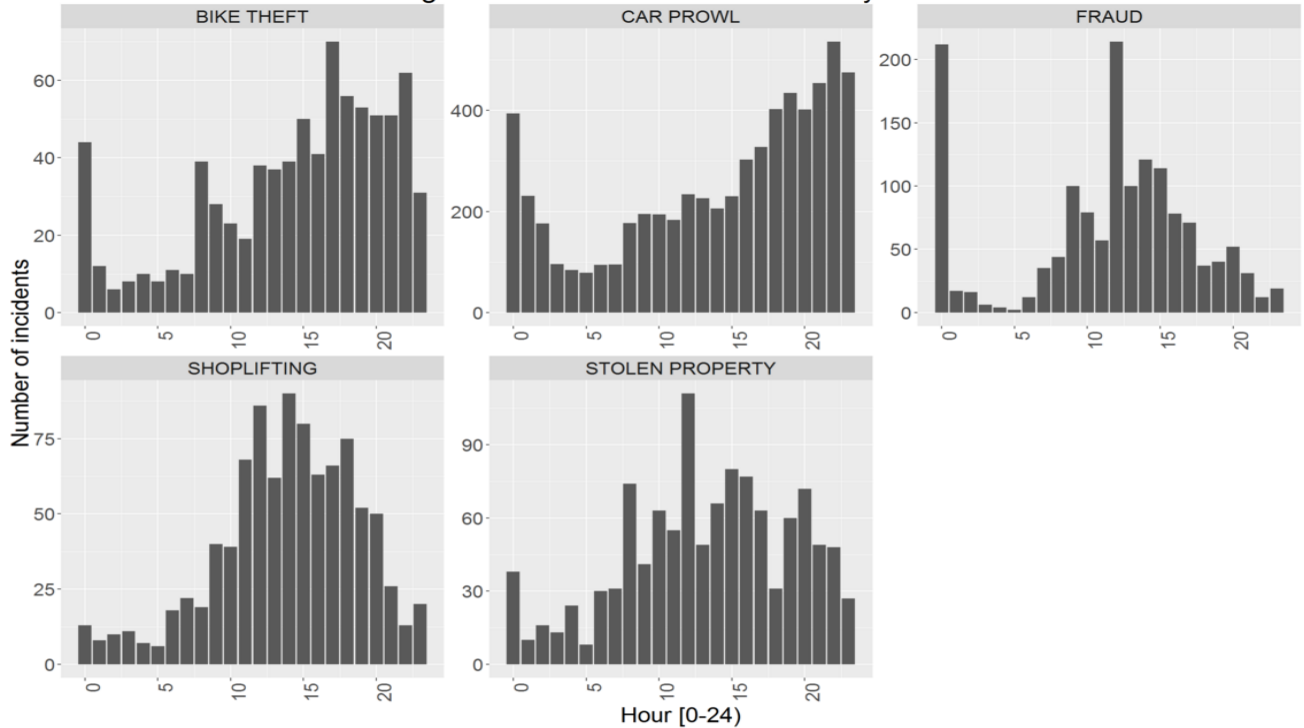 BIKE THEFT
60
40
20
0
0 5 10 15 20
CAR PROWL
400
200
0
0 5 10 15 20
FRAUD
200
150
100
50
0
0 5 10 15 20
Number of incidents
SHOPLIFTING
75
50
25
0
0 5 10 15 20
STOLEN PROPERTY
90
60
30
0
0 5 10 15 20
Hour [0-24)